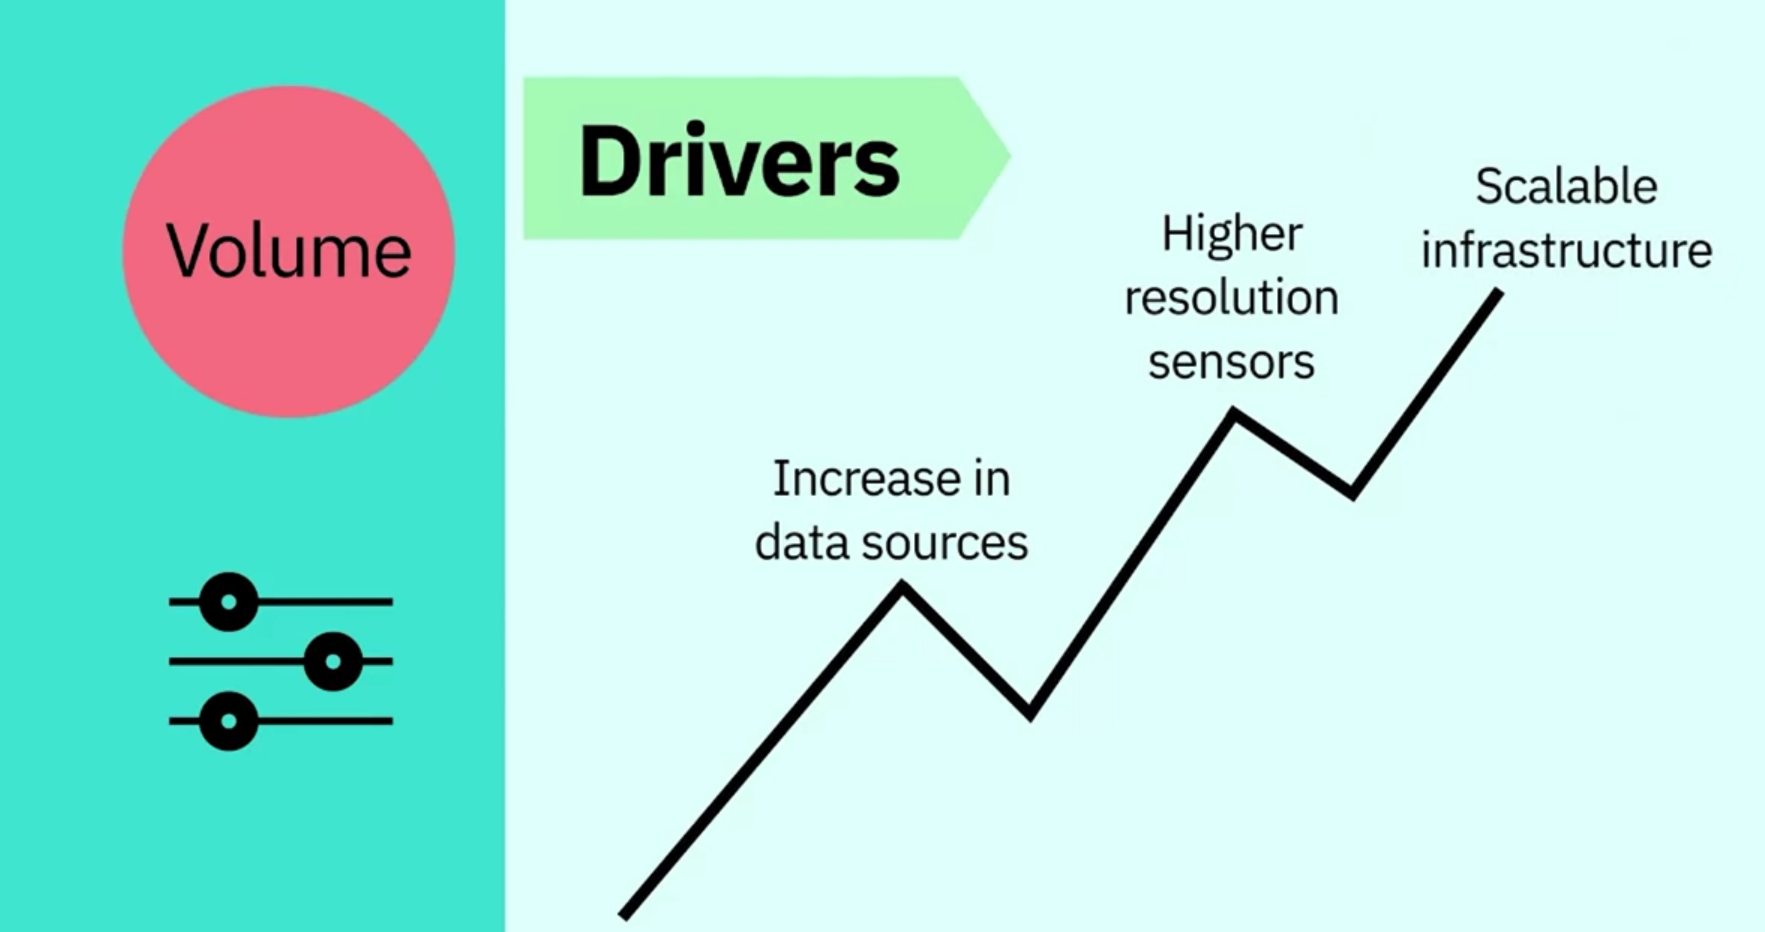 Volume
Drivers
Increase in
data sources
Higher
resolution
sensors
Scalable
infrastructure